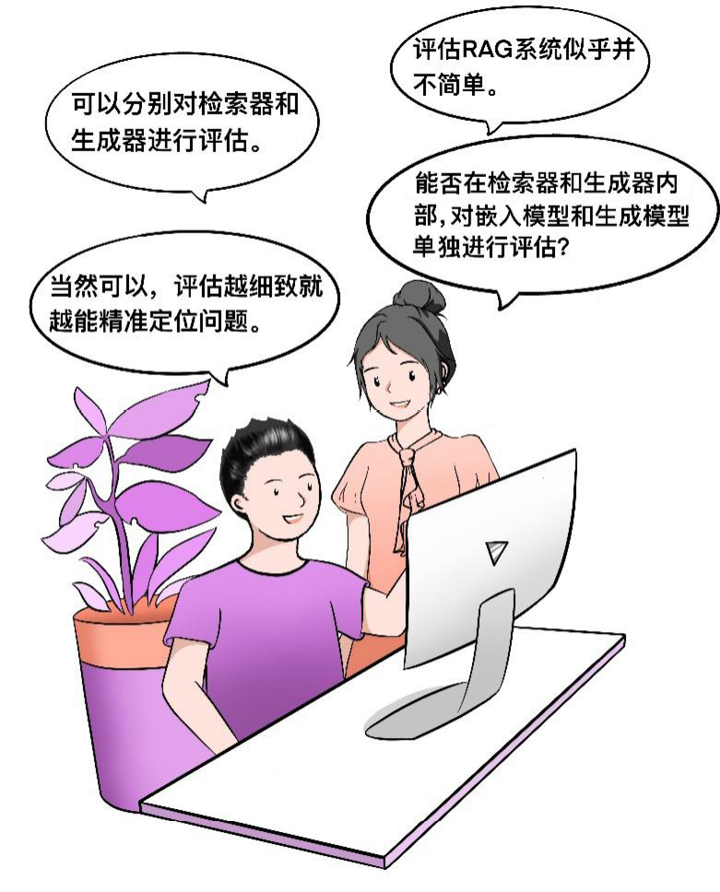 评估RAG系统似乎并
不简单。
可以分别对检索器和
生成器进行评估。
能否在检索器和生成器内
部，对嵌入模型和生成模型
单独进行评估？
当然可以，评估越细致就
越能精准定位问题。